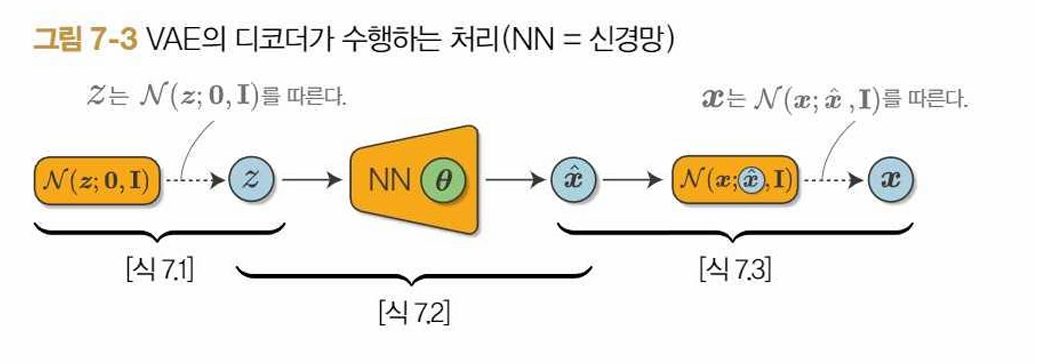 그림 7-3 VAE의 디코더가 수행하는 처리(NN = 신경망)
z는 𝒩(z; 0, I)를 따른다.
x는 𝒩(x; x̂, I)를 따른다.
𝒩(z; 0, I)
z
NN θ
x̂
𝒩(x; x̂, I)
x
[식 7.1]
[식 7.2]
[식 7.3]